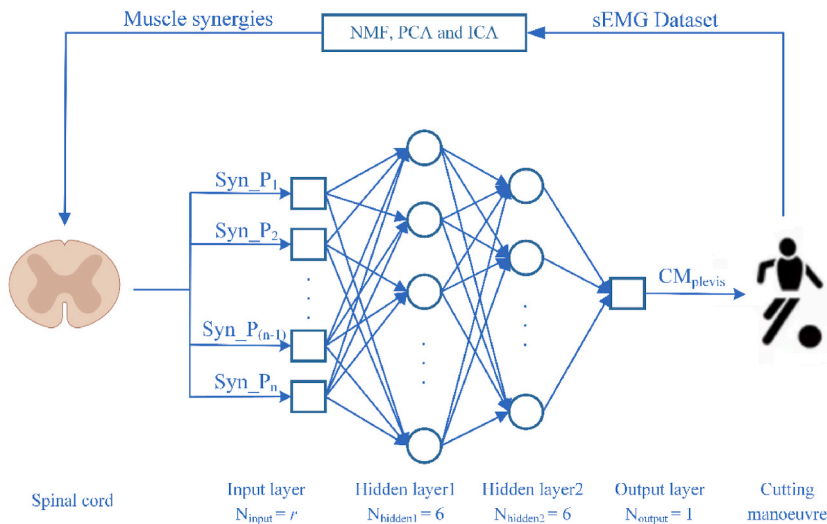 Muscle synergies
NMF, PCA and ICA
sEMG Dataset
Syn_P1
Syn_P2
Syn_P(n-1)
Syn_Pn
CMplevis
Spinal cord
Input layer
Ninput = r
Hidden layer1
Nhidden1 = 6
Hidden layer2
Nhidden2 = 6
Output layer
Noutput = 1
Cutting
manoeuvre